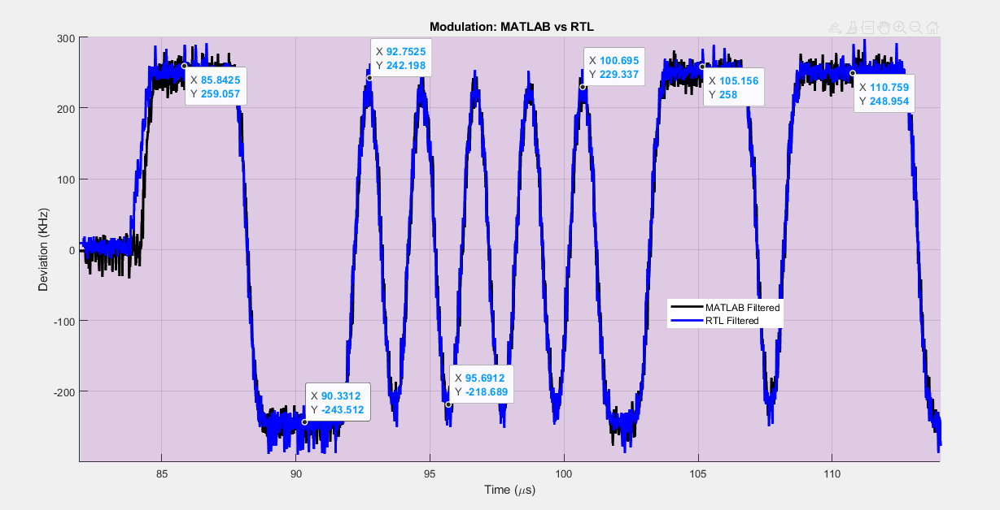 Modulation: MATLAB vs RTL
300
200
100
0
-100
-200
Deviation (KHz)
X 85.8425
Y 259.057
X 92.7525
Y 242.198
X 100.695
Y 229.337
X 105.156
Y 258
X 110.759
Y 248.954
X 90.3312
Y -243.512
X 95.6912
Y -218.689
MATLAB Filtered
RTL Filtered
85
90
95
100
105
110
Time (μs)